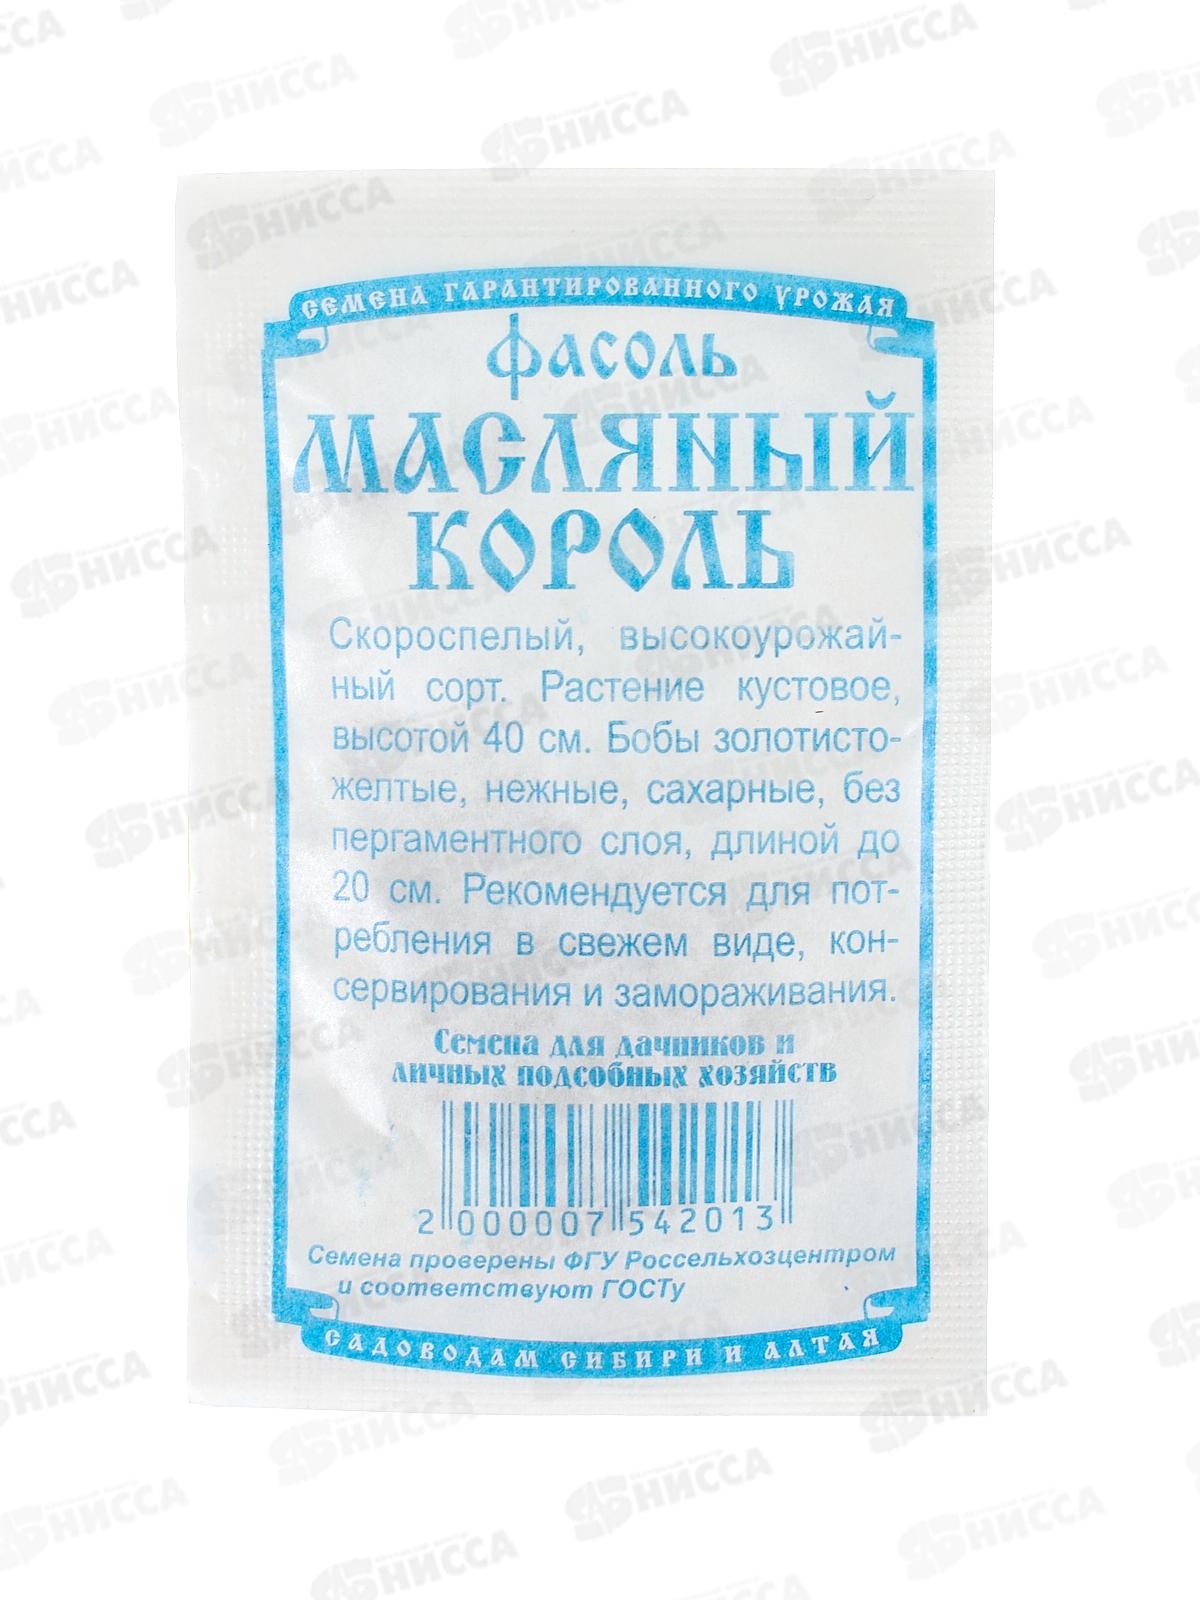 СЕМЕНА ГАРАНТИРОВАННОГО УРОЖАЯ
ФАСОЛЬ
МАСЛЯНЫЙ
КОРОЛЬ
Скороспелый, высокоурожай-
ный сорт. Растение кустовое,
высотой 40 см. Бобы золотисто-
желтые, нежные, сахарные, без
пергаментного слоя, длиной до
20 см. Рекомендуется для пот-
ребления в свежем виде, кон-
сервирования и замораживания.
Семена для дачников и
личных подсобных хозяйств
2 000007 542013
Семена проверены ФГУ Россельхозцентром
и соответствуют ГОСТу
САДОВОДАМ СИБИРИ И АЛТАЯ
НИССА